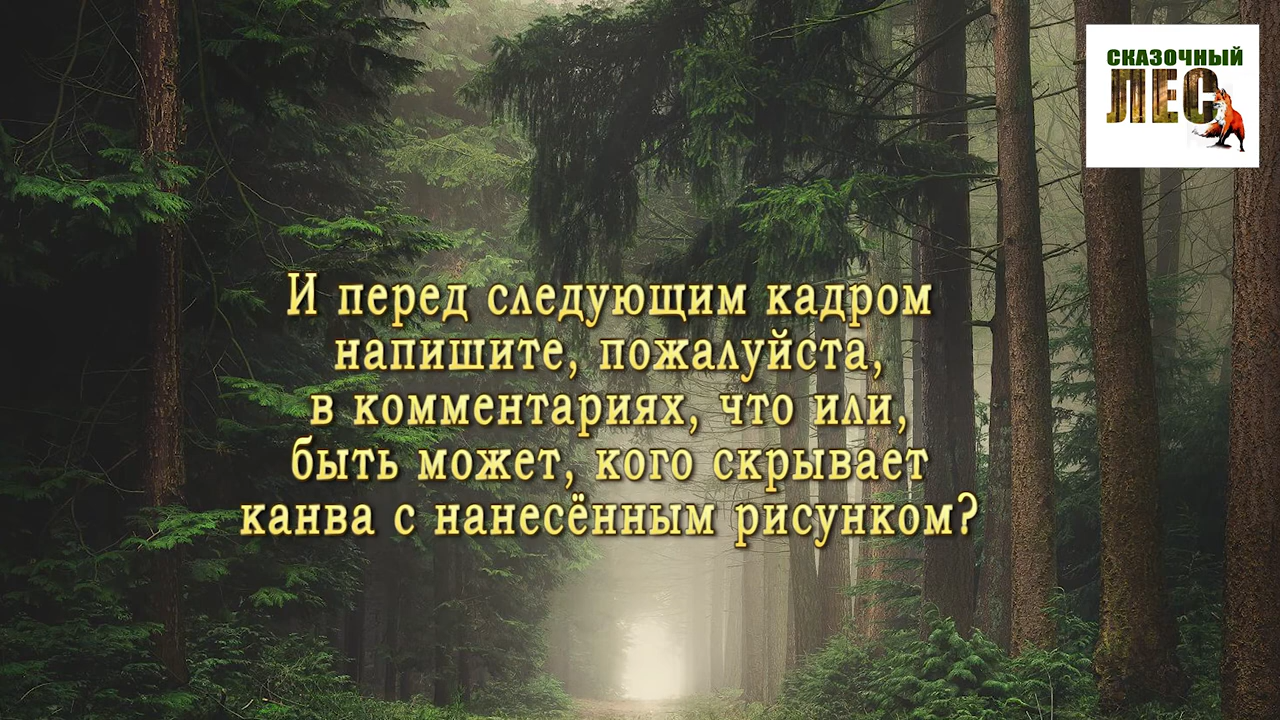 СКАЗОЧНЫЙ
ЛЕС
И перед следующим кадром
напишите, пожалуйста,
в комментариях, что или,
быть может, кого скрывает
канва с нанесённым рисунком?